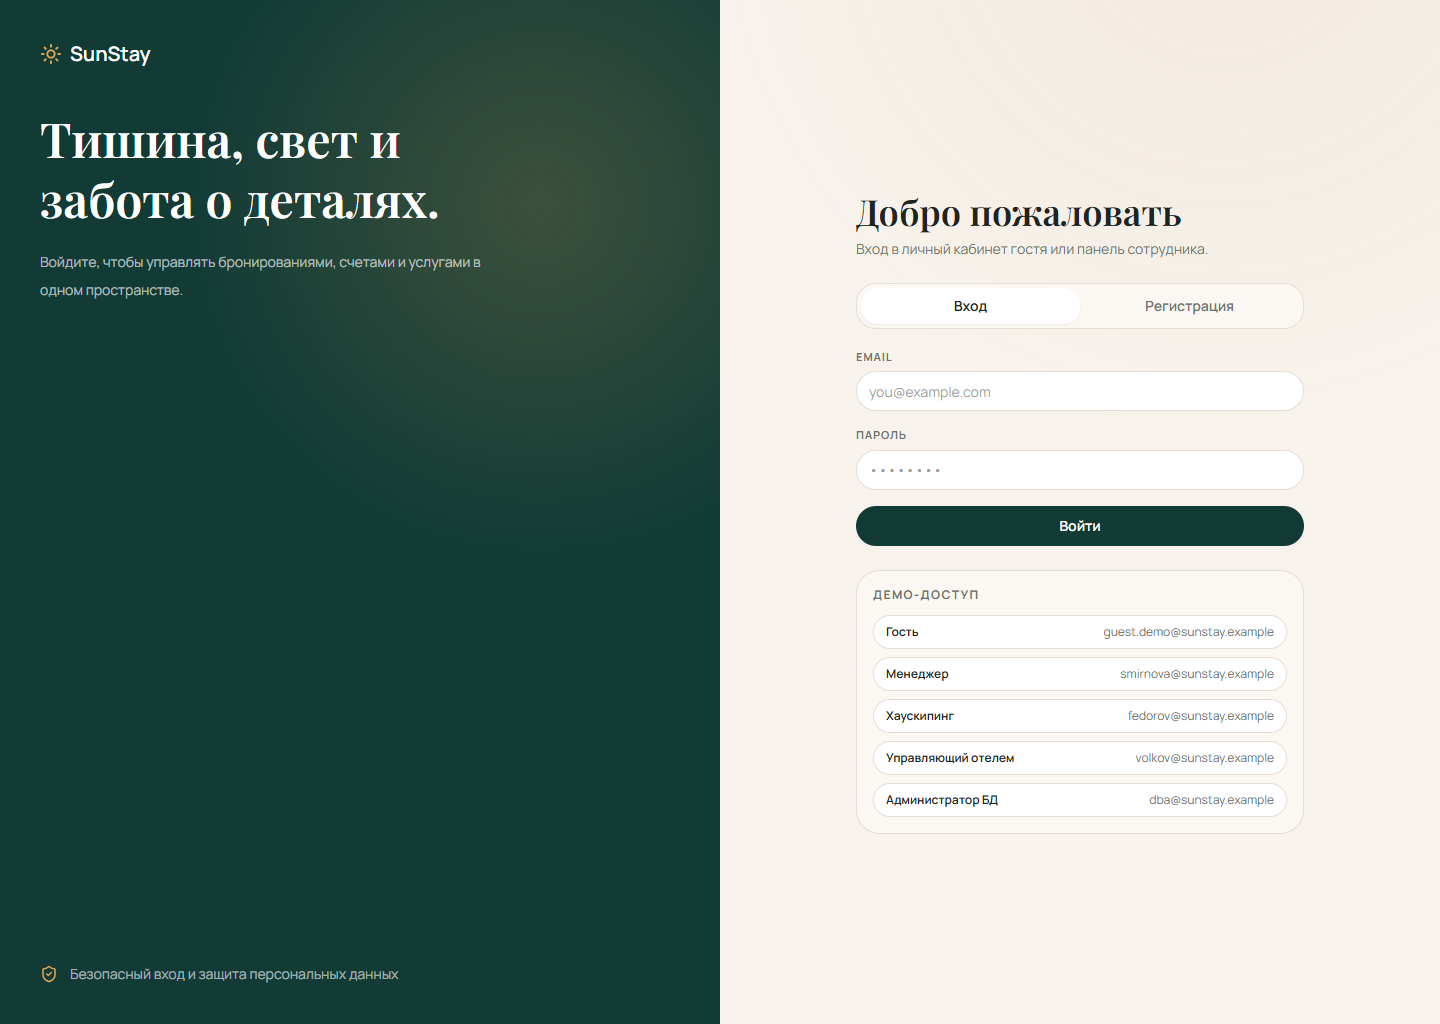 SunStay
Тишина, свет и
забота о деталях.
Войдите, чтобы управлять бронированиями, счетами и услугами в
одном пространстве.
Безопасный вход и защита персональных данных
Добро пожаловать
Вход в личный кабинет гостя или панель сотрудника.
Вход
Регистрация
EMAIL
you@example.com
ПАРОЛЬ
••••••••
Войти
ДЕМО-ДОСТУП
Гость guest.demo@sunstay.example
Менеджер smirnova@sunstay.example
Хаускипинг fedorov@sunstay.example
Управляющий отелем volkov@sunstay.example
Администратор БД dba@sunstay.example